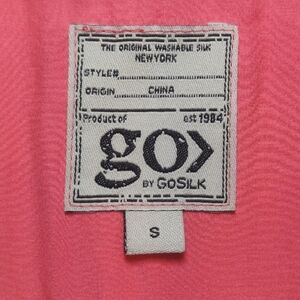 THE ORIGINAL WASHABLE SILK
NEWYORK
STYLE#
ORIGIN CHINA
Product of est 1984
go>
BY GOSILK
S